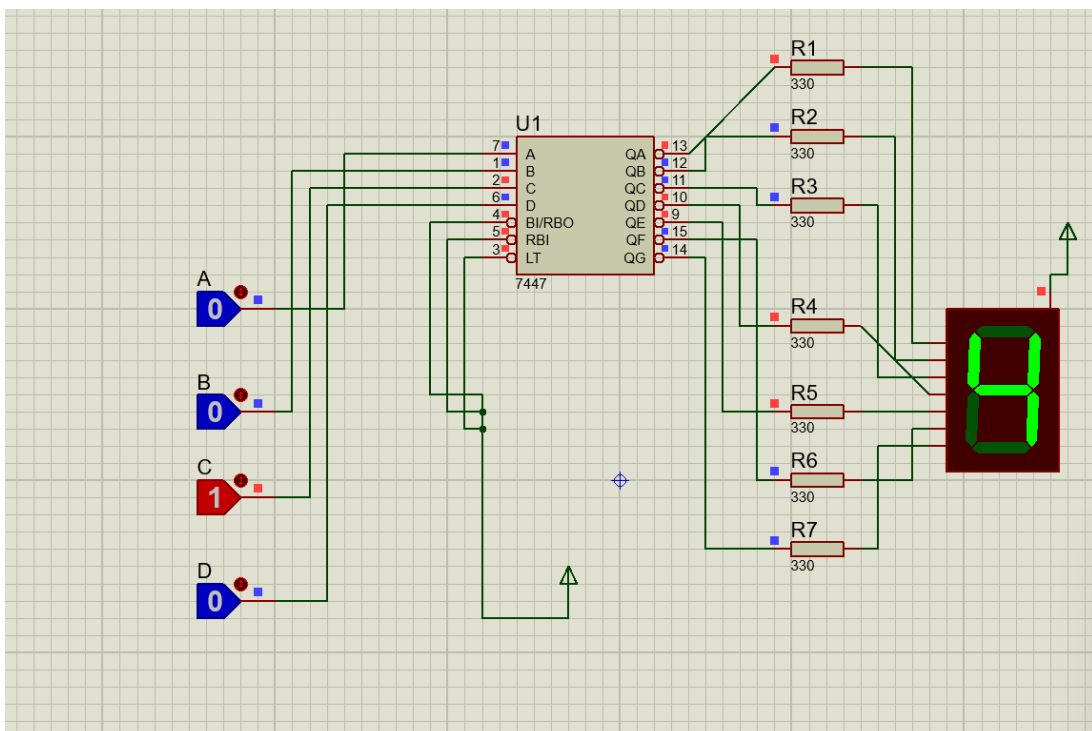 R1
330
R2
330
R3
330
R4
330
R5
330
R6
330
R7
330
U1
7 A QA 13
1 B QB 12
2 C QC 11
6 D QD 10
4 BI/RBO QE 9
5 RBI QF 15
3 LT QG 14
7447
A
0
B
0
C
1
D
0
4